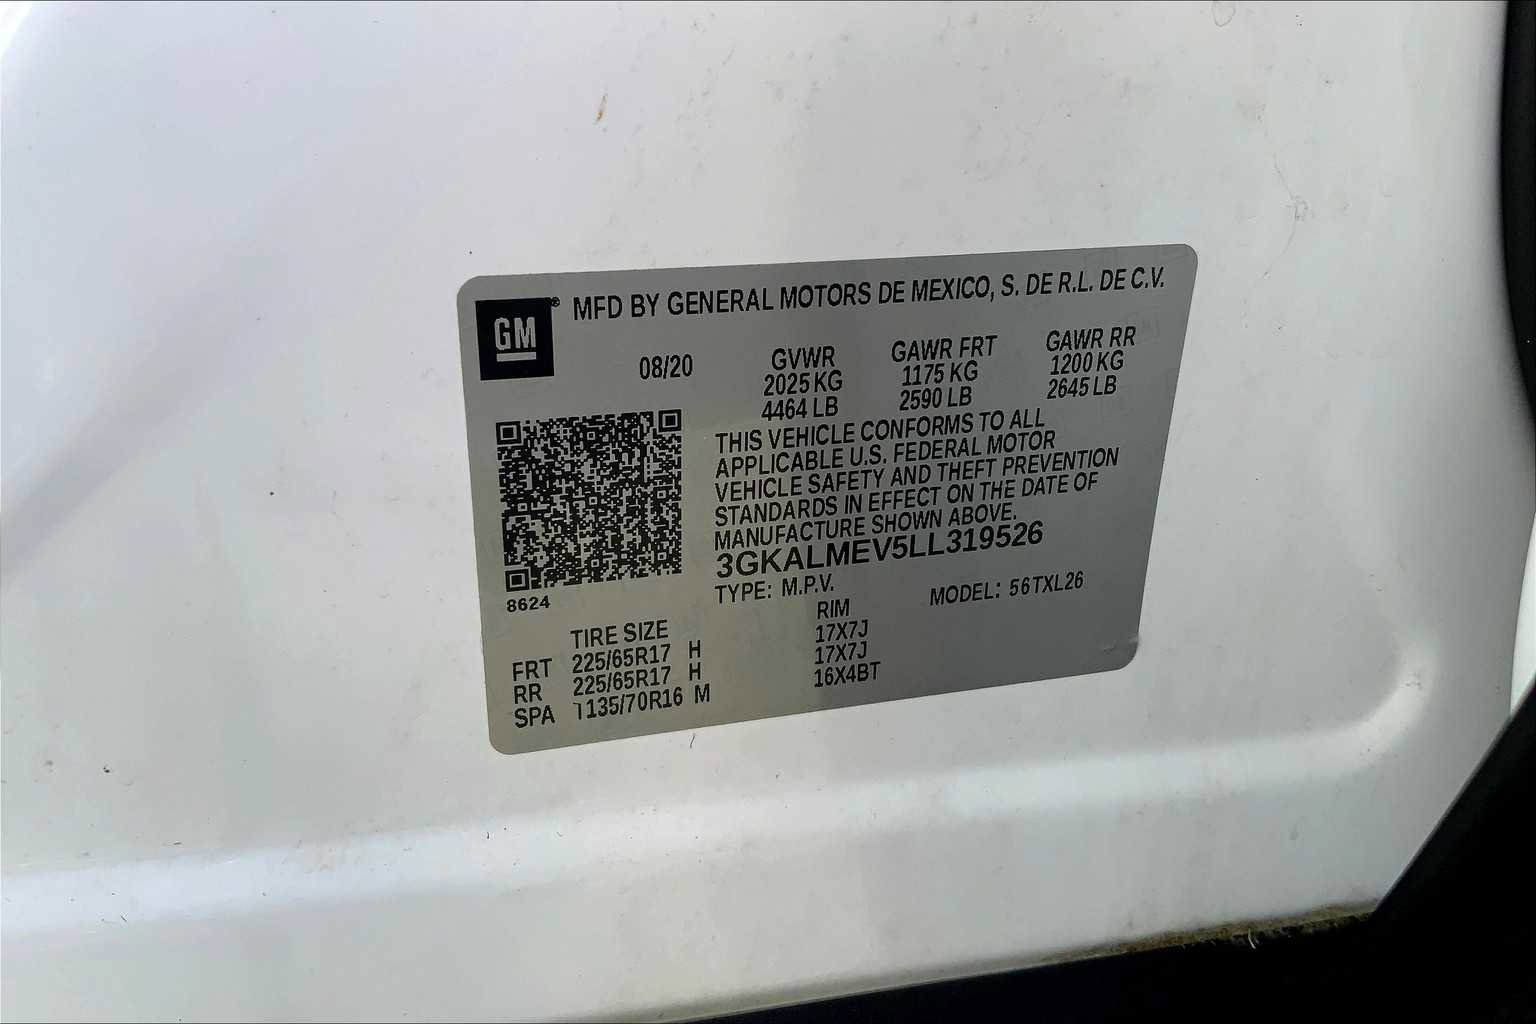 GM ® MFD BY GENERAL MOTORS DE MEXICO, S. DE R.L. DE C.V.
08/20 GVWR GAWR FRT GAWR RR
2025 KG 1175 KG 1200 KG
4464 LB 2590 LB 2645 LB
THIS VEHICLE CONFORMS TO ALL
APPLICABLE U.S. FEDERAL MOTOR
VEHICLE SAFETY AND THEFT PREVENTION
STANDARDS IN EFFECT ON THE DATE OF
MANUFACTURE SHOWN ABOVE.
3GKALMEV5LL319526
8624
TYPE: M.P.V. MODEL: 56TXL26
TIRE SIZE RIM
FRT 225/65R17 H 17X7J
RR 225/65R17 H 17X7J
SPA T135/70R16 M 16X4BT